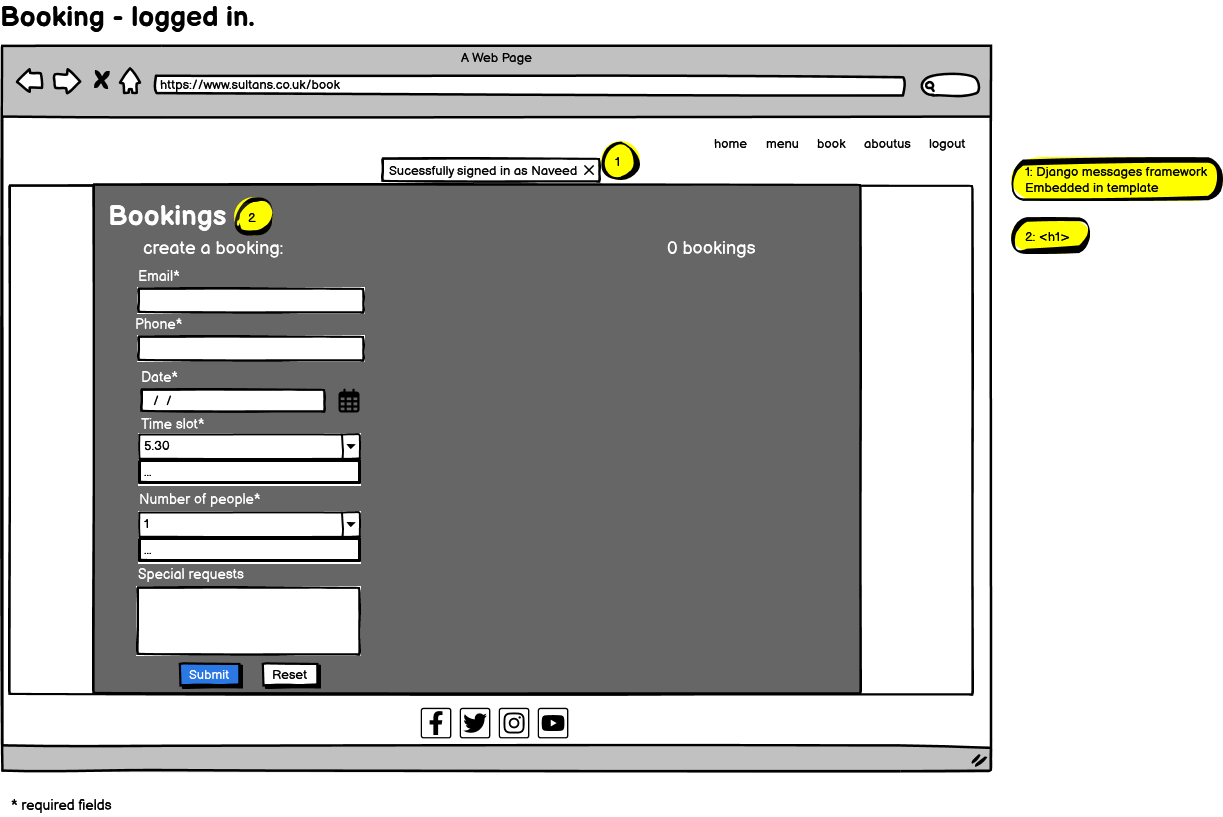 Booking - logged in.
A Web Page
https://www.sultans.co.uk/book
home menu book aboutus logout
Sucessfully signed in as Naveed
1
1: Django messages framework
Embedded in template
Bookings
2
2: <h1>
create a booking:
0 bookings
Email*
Phone*
Date*
/ /
Time slot*
5.30
...
Number of people*
1
...
Special requests
Submit Reset
* required fields